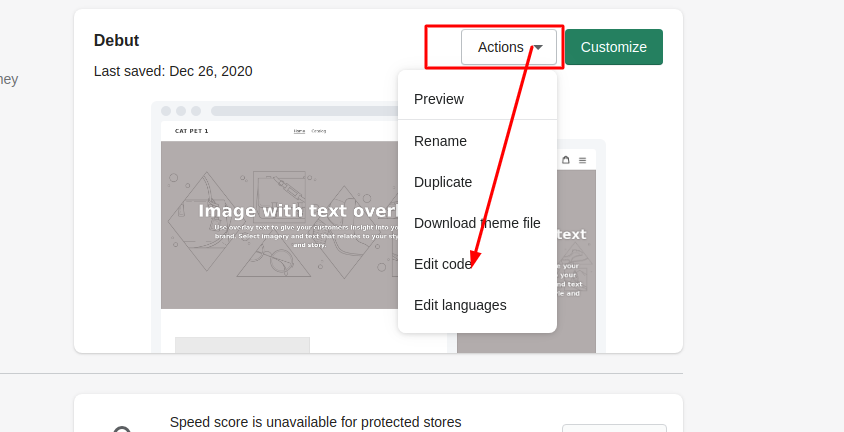 Debut
Actions
Customize
Last saved: Dec 26, 2020
ney
Preview
Rename
Duplicate
Download theme file
Edit code
Edit languages
CAT PET 1
Home Catalog
Image with text overl
Use overlay text to give your customers insight into yo
brand. Select imagery and text that relates to your sty
and story.
text
e your
your
nd text
le and
Speed score is unavailable for protected stores